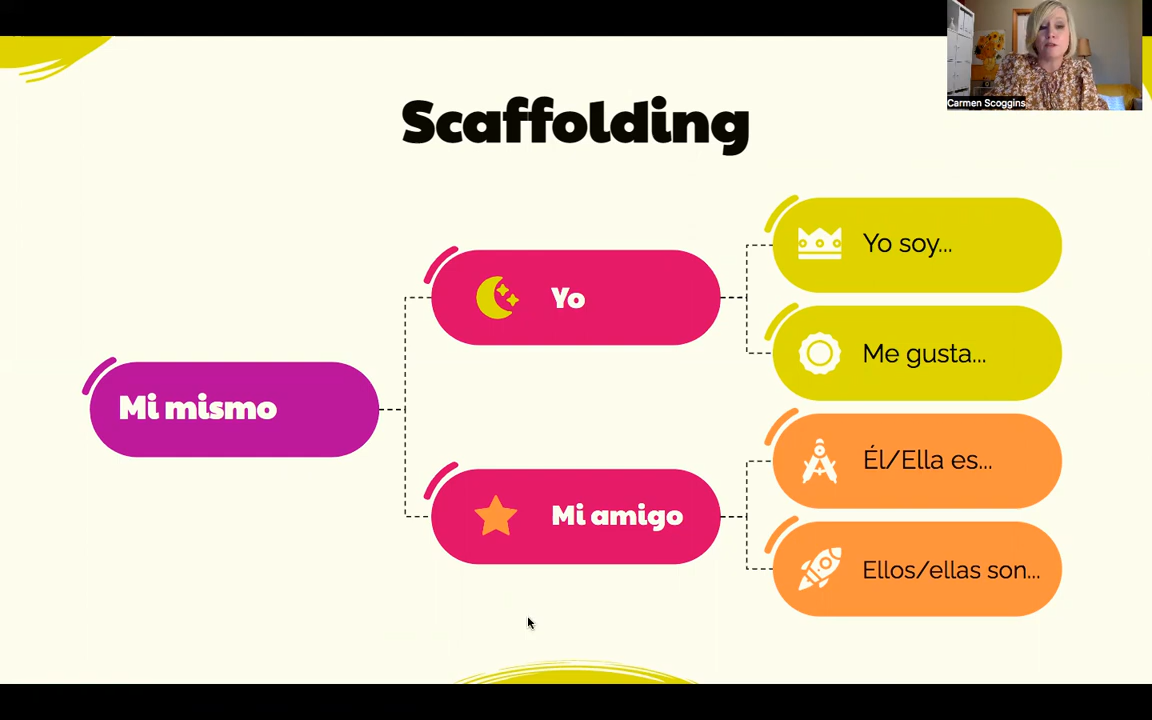 Carmen Scoggins
Scaffolding
Mi mismo
Yo
Yo soy...
Me gusta...
Mi amigo
Él/Ella es...
Ellos/ellas son...